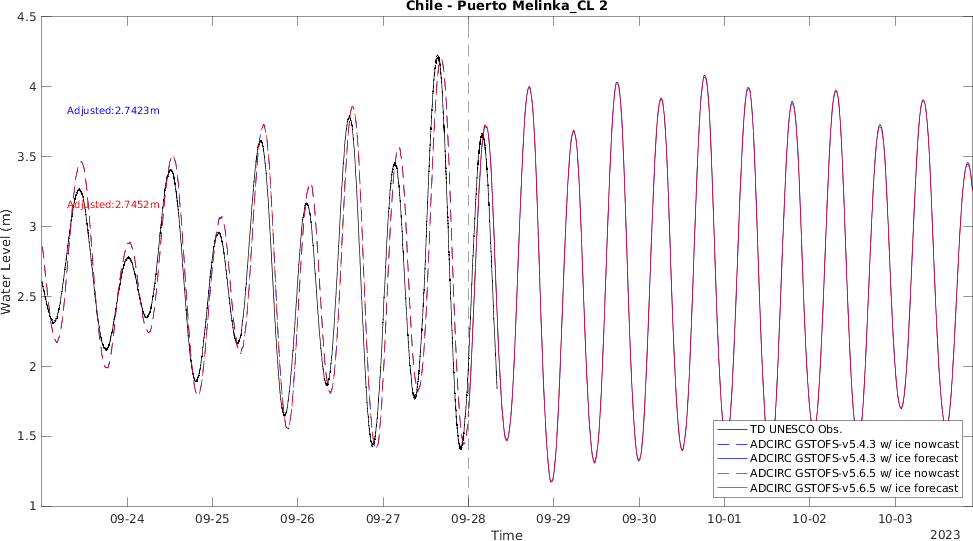 Chile - Puerto Melinka_CL 2
4.5
4
3.5
3
2.5
2
1.5
1
Water Level (m)
Adjusted:2.7423m
Adjusted:2.7452m
TD UNESCO Obs.
ADCIRC GSTOFS-v5.4.3 w/ ice nowcast
ADCIRC GSTOFS-v5.4.3 w/ ice forecast
ADCIRC GSTOFS-v5.6.5 w/ ice nowcast
ADCIRC GSTOFS-v5.6.5 w/ ice forecast
09-24 09-25 09-26 09-27 09-28 09-29 09-30 10-01 10-02 10-03
Time
2023